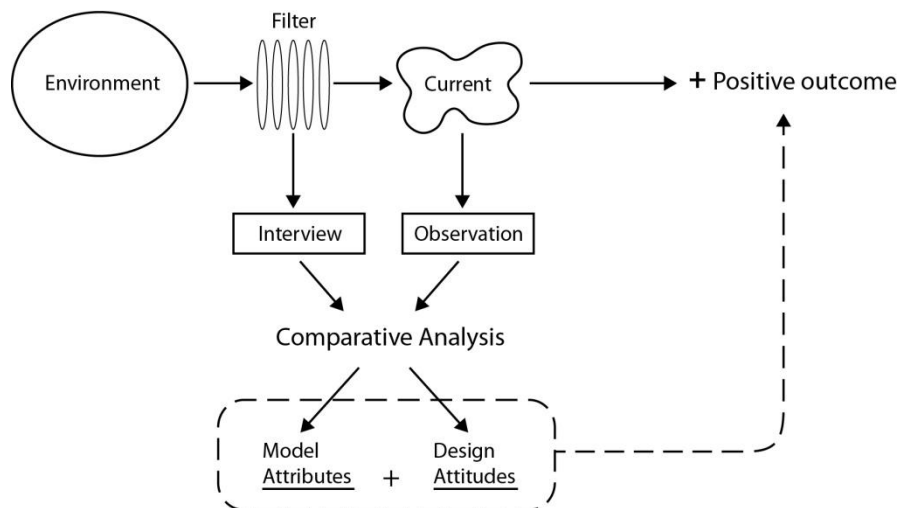 Filter
Environment
Current
+ Positive outcome
Interview
Observation
Comparative Analysis
Model
Attributes
+
Design
Attitudes